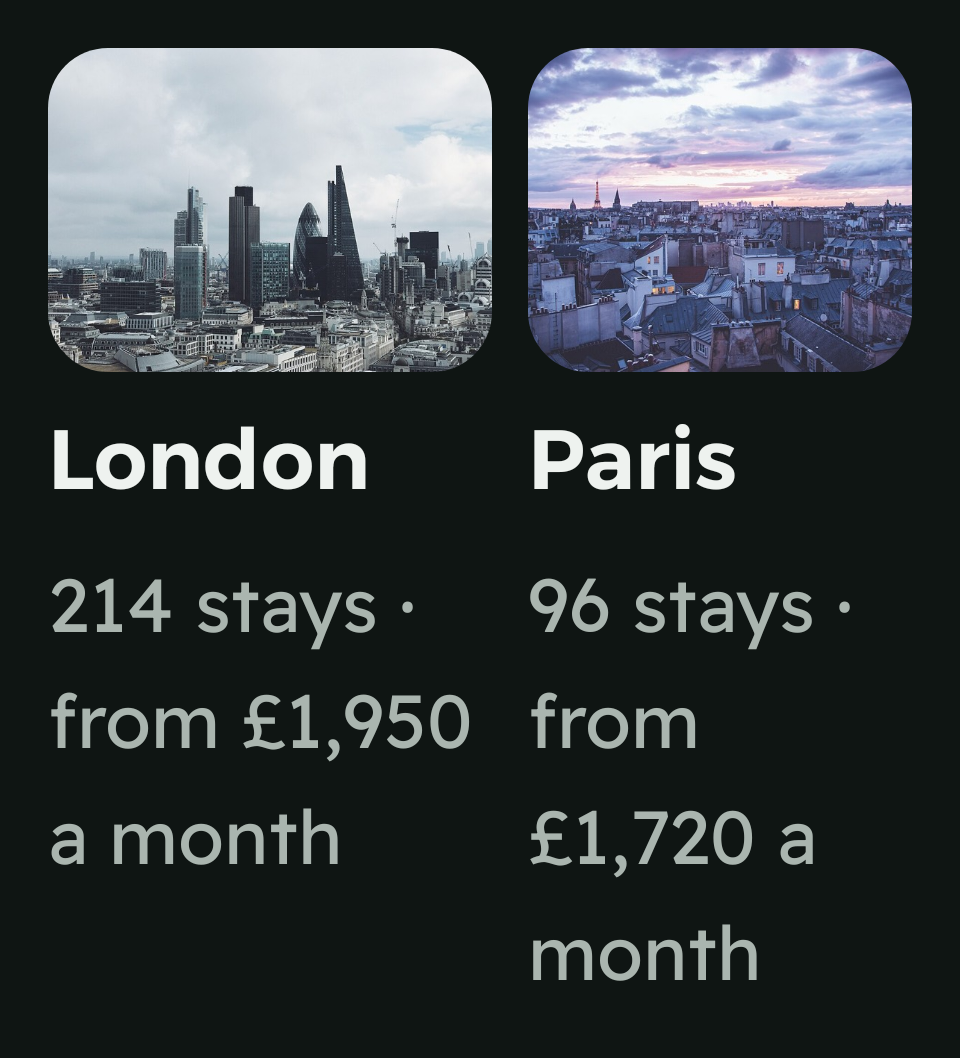 London
214 stays ·
from £1,950
a month
Paris
96 stays ·
from
£1,720 a
month